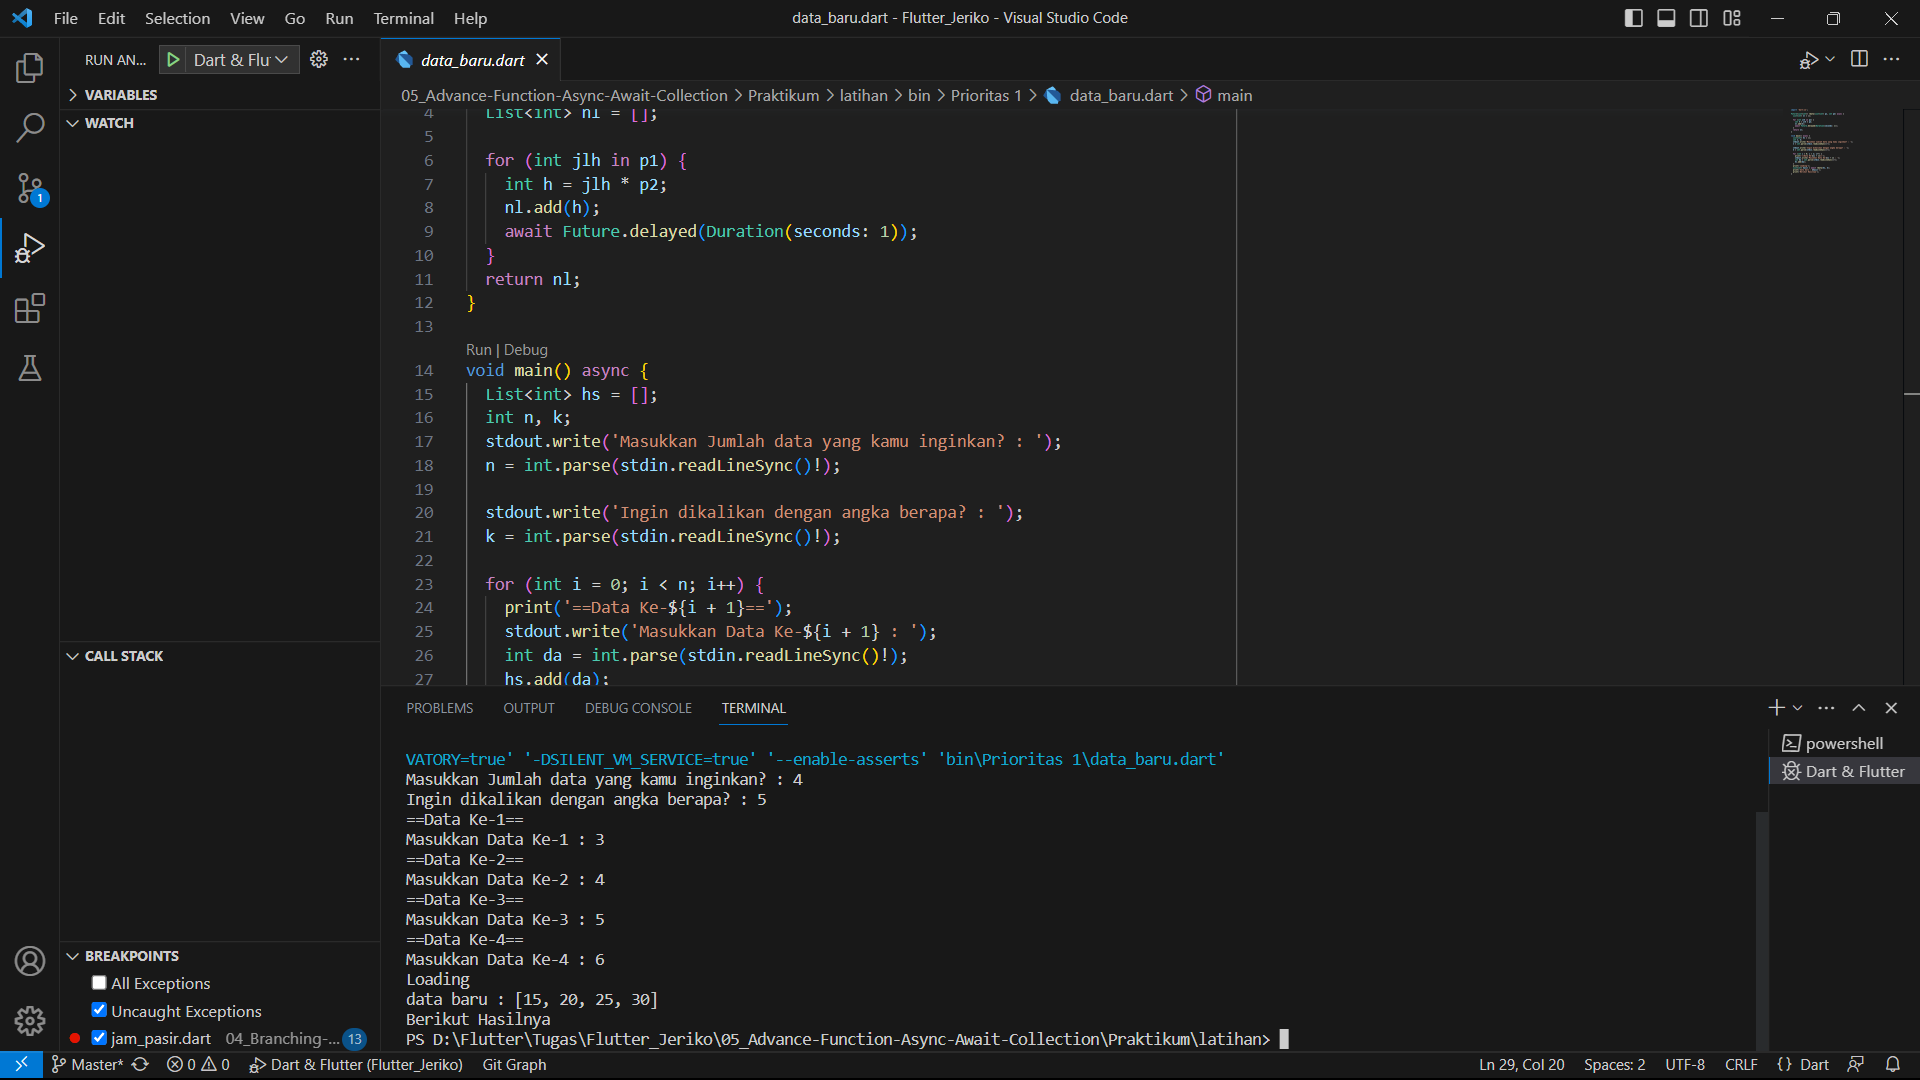 File Edit Selection View Go Run Terminal Help
data_baru.dart - Flutter_Jeriko - Visual Studio Code
RUN AN...
Dart & Flu
VARIABLES
WATCH
CALL STACK
BREAKPOINTS
All Exceptions
Uncaught Exceptions
jam_pasir.dart 04_Branching-... 13
1
data_baru.dart
05_Advance-Function-Async-Await-Collection > Praktikum > latihan > bin > Prioritas 1 > data_baru.dart > main
4 List<int> nl = [];
5
6 for (int jlh in p1) {
7 int h = jlh * p2;
8 nl.add(h);
9 await Future.delayed(Duration(seconds: 1));
10 }
11 return nl;
12 }
13
Run | Debug
14 void main() async {
15 List<int> hs = [];
16 int n, k;
17 stdout.write('Masukkan Jumlah data yang kamu inginkan? : ');
18 n = int.parse(stdin.readLineSync()!);
19
20 stdout.write('Ingin dikalikan dengan angka berapa? : ');
21 k = int.parse(stdin.readLineSync()!);
22
23 for (int i = 0; i < n; i++) {
24 print('==Data Ke-${i + 1}==');
25 stdout.write('Masukkan Data Ke-${i + 1} : ');
26 int da = int.parse(stdin.readLineSync()!);
27 hs.add(da);
PROBLEMS OUTPUT DEBUG CONSOLE TERMINAL
VATORY=true' '-DSILENT_VM_SERVICE=true' '--enable-asserts' 'bin\Prioritas 1\data_baru.dart'
Masukkan Jumlah data yang kamu inginkan? : 4
Ingin dikalikan dengan angka berapa? : 5
==Data Ke-1==
Masukkan Data Ke-1 : 3
==Data Ke-2==
Masukkan Data Ke-2 : 4
==Data Ke-3==
Masukkan Data Ke-3 : 5
==Data Ke-4==
Masukkan Data Ke-4 : 6
Loading
data baru : [15, 20, 25, 30]
Berikut Hasilnya
PS D:\Flutter\Tugas\Flutter_Jeriko\05_Advance-Function-Async-Await-Collection\Praktikum\latihan>
powershell
Dart & Flutter
Master* 0 0 Dart & Flutter (Flutter_Jeriko) Git Graph
Ln 29, Col 20 Spaces: 2 UTF-8 CRLF {} Dart